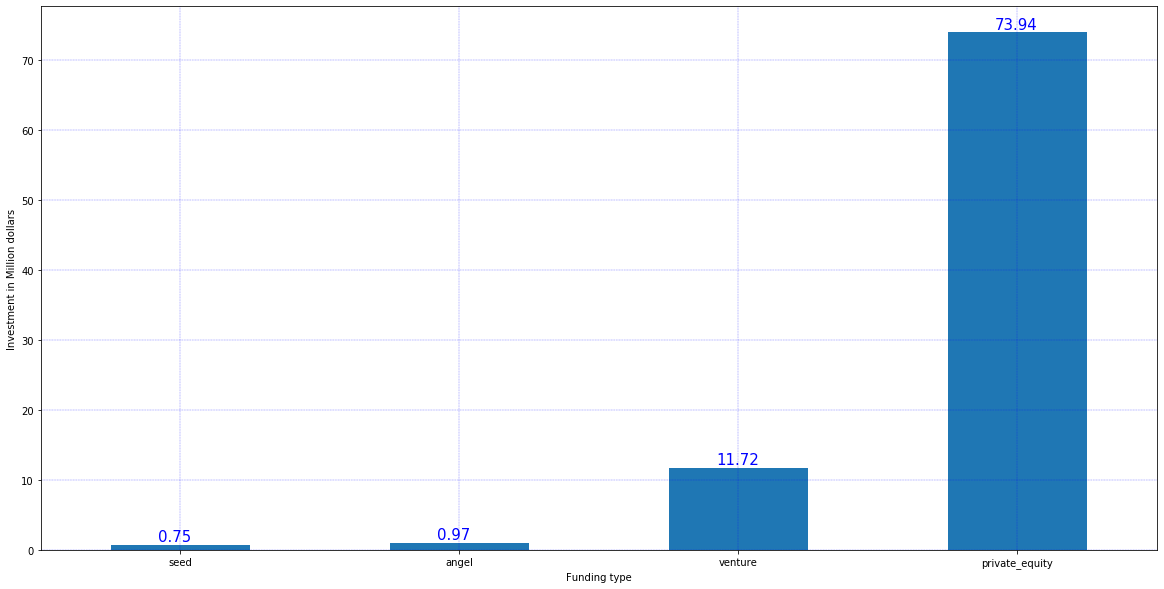 73.94
70
60
50
40
30
20
10
0
Investment in Million dollars
11.72
0.97
0.75
seed
angel
venture
private_equity
Funding type